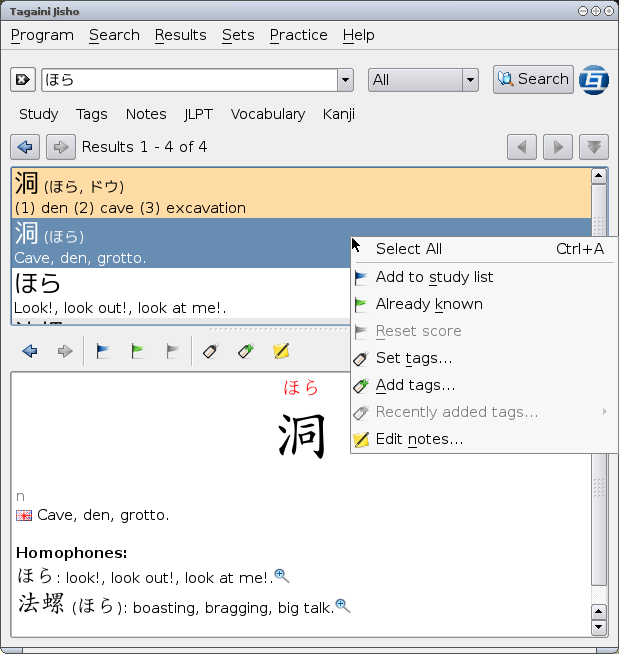 Tagaini Jisho
Program Search Results Sets Practice Help
ほら All Search
Study Tags Notes JLPT Vocabulary Kanji
Results 1 - 4 of 4
洞 (ほら, ドウ)
(1) den (2) cave (3) excavation
洞 (ほら)
Cave, den, grotto.
ほら
Look!, look out!, look at me!.
法螺
Select All Ctrl+A
Add to study list
Already known
Reset score
Set tags...
Add tags...
Recently added tags...
Edit notes...
ほら
洞
n
Cave, den, grotto.
Homophones:
ほら: look!, look out!, look at me!.
法螺 (ほら): boasting, bragging, big talk.